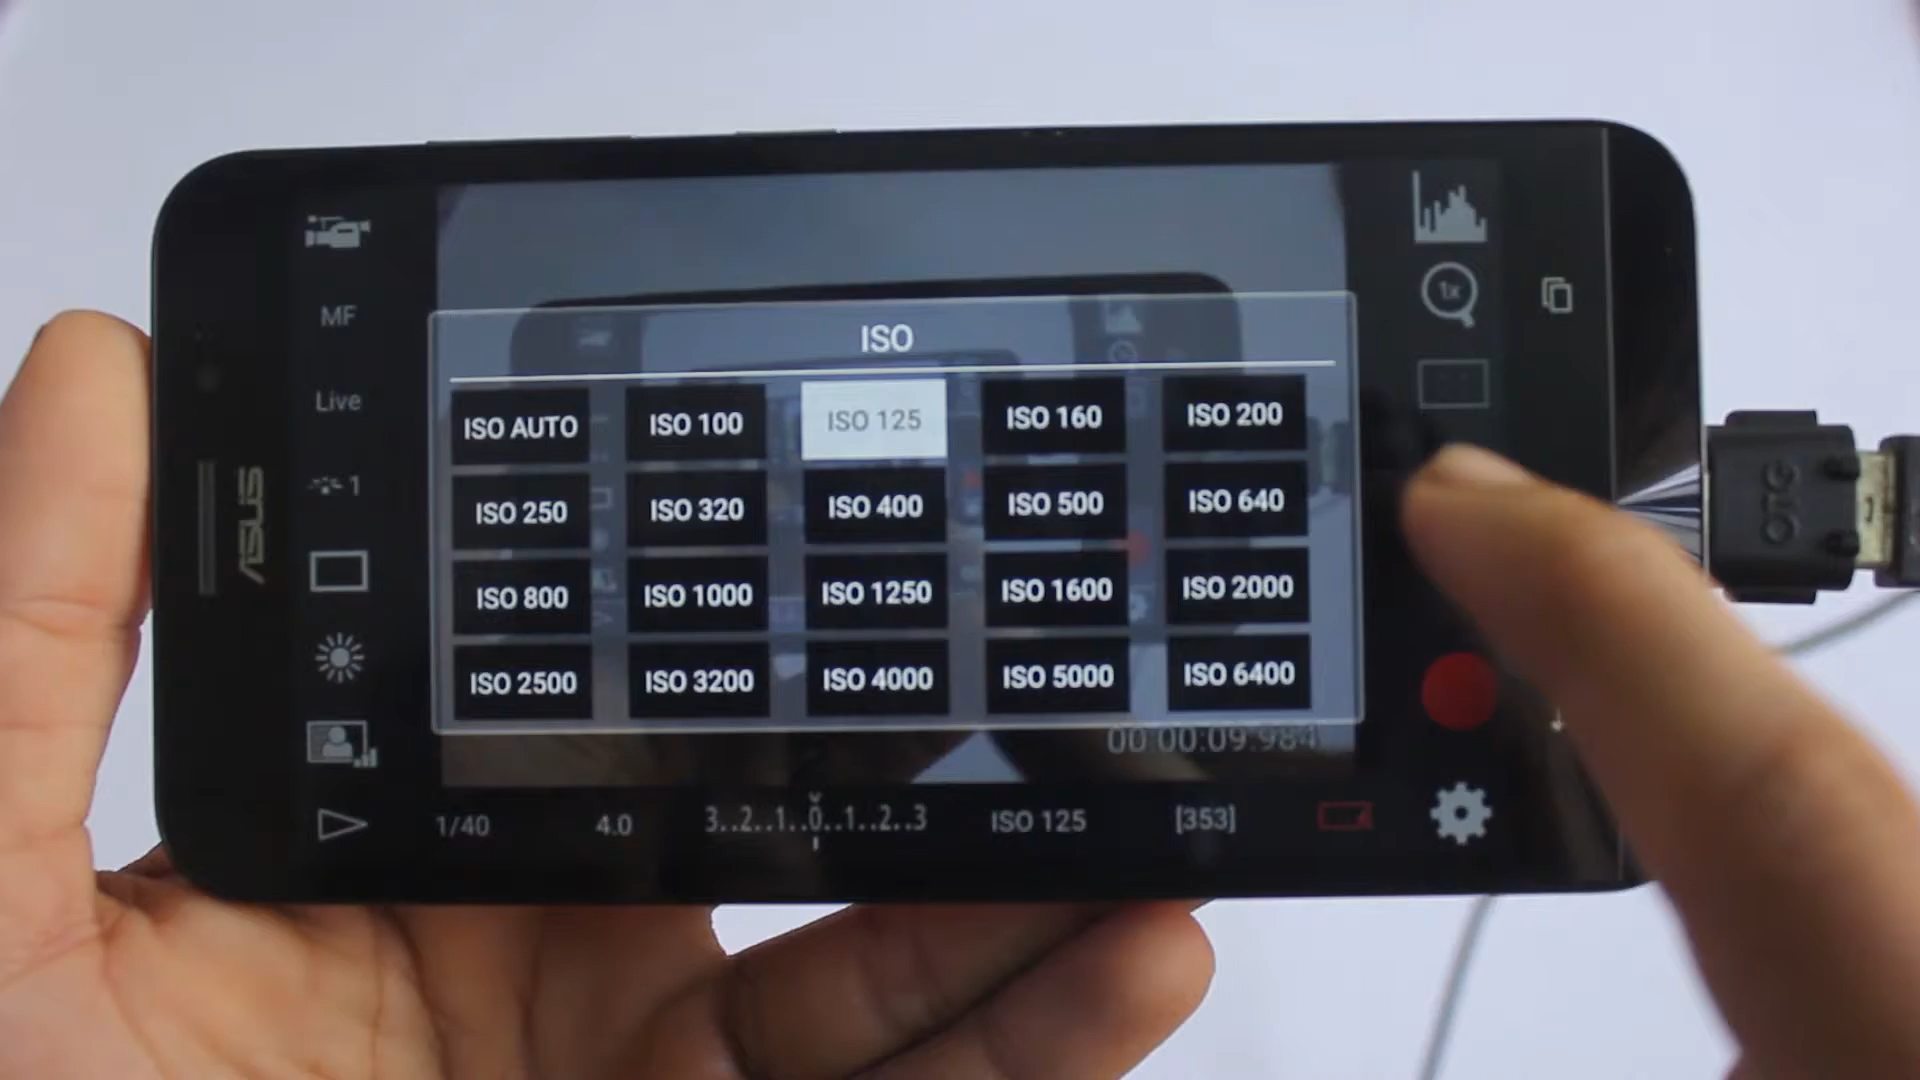 ASUS
MF
Live
1
1x
ISO
ISO AUTO ISO 100 ISO 125 ISO 160 ISO 200
ISO 250 ISO 320 ISO 400 ISO 500 ISO 640
ISO 800 ISO 1000 ISO 1250 ISO 1600 ISO 2000
ISO 2500 ISO 3200 ISO 4000 ISO 5000 ISO 6400
00:00:09.984
1/40 4.0 3..2..1..0..1..2..3 ISO 125 [353]
OTG